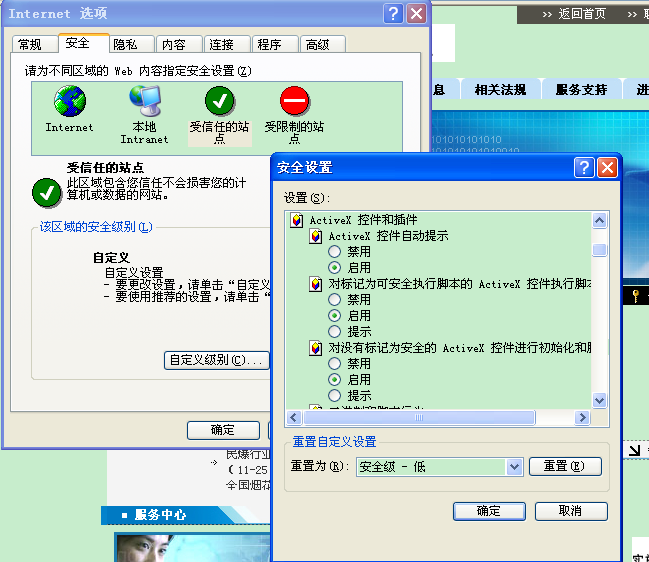 Internet 选项
>> 返回首页 >>
常规 安全 隐私 内容 连接 程序 高级
请为不同区域的 Web 内容指定安全设置(Z)
Internet
本地
Intranet
受信任的站
点
受限制的站
点
受信任的站点
此区域包含您信任不会损害您的计
算机或数据的网站。
该区域的安全级别(L)
自定义
自定义设置
- 要更改设置，请单击“自定义
- 要使用推荐的设置，请单击“
自定义级别(C)...
确定
息 相关法规 服务支持
安全设置
设置(S):
ActiveX 控件和插件
ActiveX 控件自动提示
禁用
启用
对标记为可安全执行脚本的 ActiveX 控件执行脚本
禁用
启用
提示
对没有标记为安全的 ActiveX 控件进行初始化和
禁用
启用
提示
重置自定义设置
重置为(R):
安全级 - 低
重置(E)
确定 取消
民爆行业
(11-25
全国烟花
服务中心